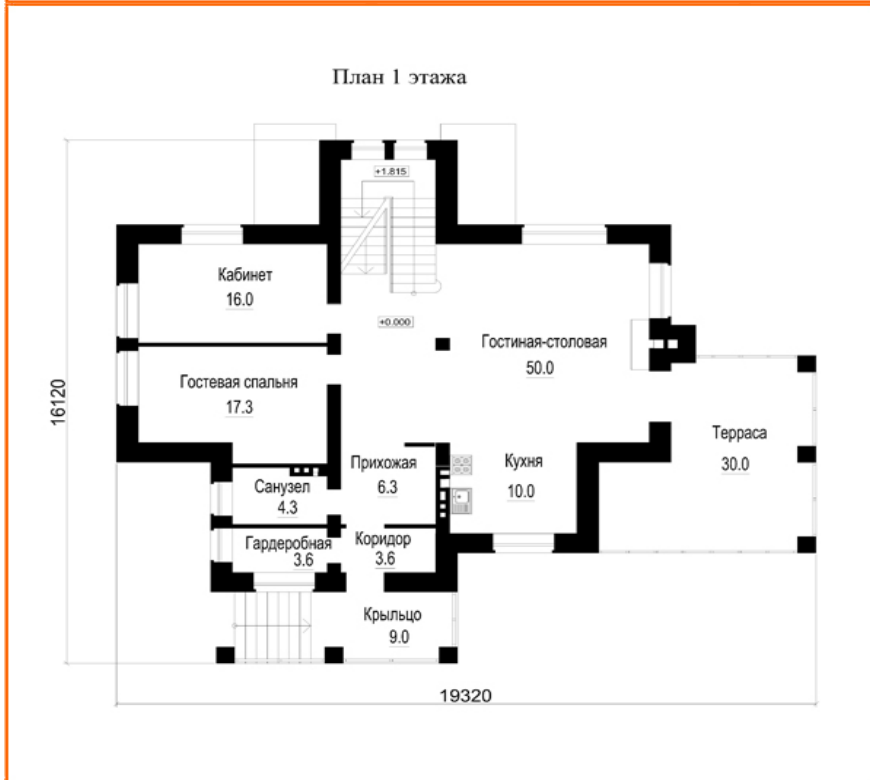 План 1 этажа
+1.815
Кабинет
16.0
+0.000
Гостиная-столовая
50.0
Гостевая спальня
17.3
16120
Терраса
30.0
Прихожая
6.3
Кухня
10.0
Санузел
4.3
Гардеробная
3.6
Коридор
3.6
Крыльцо
9.0
19320